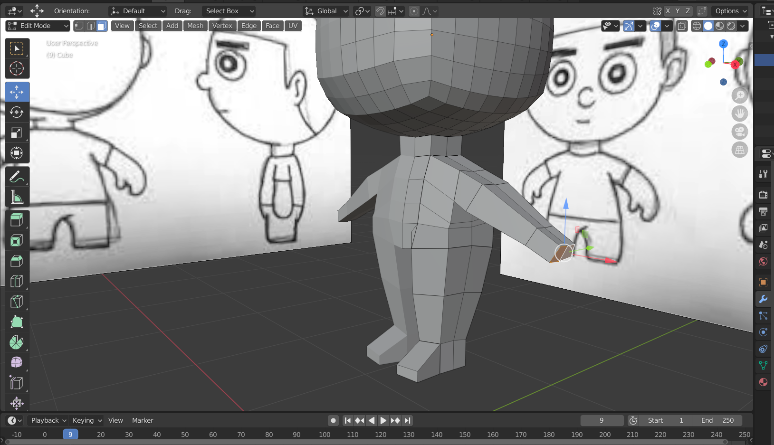 Orientation: Default Drag: Select Box Global X Y Z Options
Edit Mode View Select Add Mesh Vertex Edge Face UV
User Perspective
Playback Keying View Marker 9 Start 1 End 250
-10 0 9 20 30 40 50 60 70 80 90 100 110 120 130 140 150 160 170 180 190 200 210 220 230 240 250